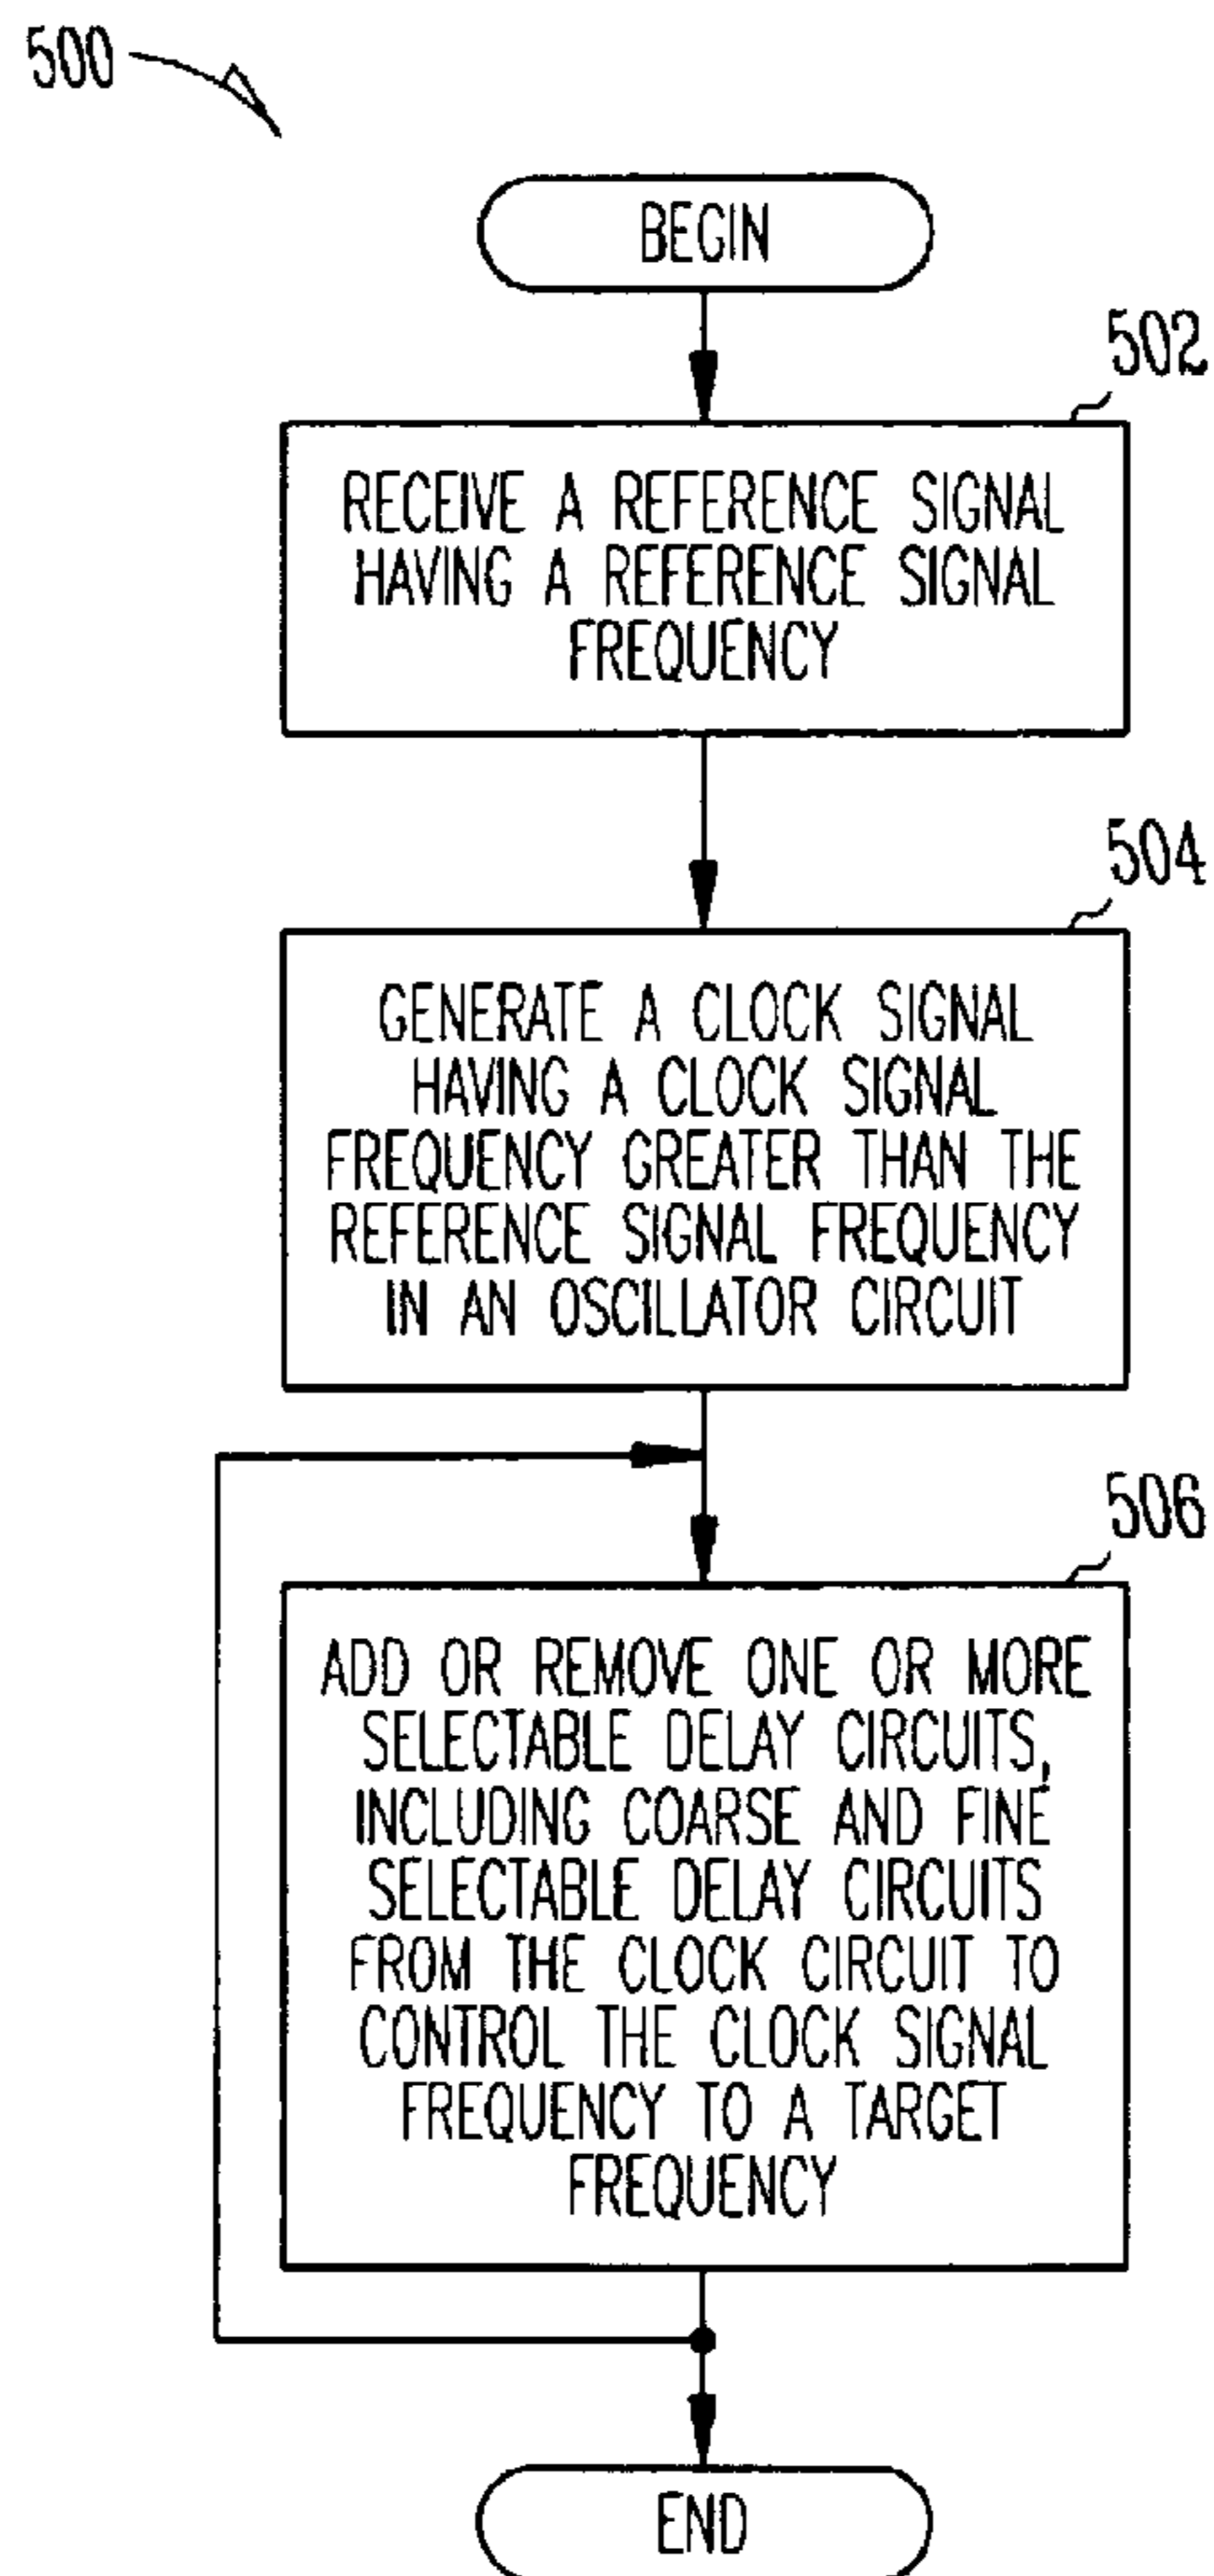 500
BEGIN
502
RECEIVE A REFERENCE SIGNAL
HAVING A REFERENCE SIGNAL
FREQUENCY
504
GENERATE A CLOCK SIGNAL
HAVING A CLOCK SIGNAL
FREQUENCY GREATER THAN THE
REFERENCE SIGNAL FREQUENCY
IN AN OSCILLATOR CIRCUIT
506
ADD OR REMOVE ONE OR MORE
SELECTABLE DELAY CIRCUITS,
INCLUDING COARSE AND FINE
SELECTABLE DELAY CIRCUITS
FROM THE CLOCK CIRCUIT TO
CONTROL THE CLOCK SIGNAL
FREQUENCY TO A TARGET
FREQUENCY
END